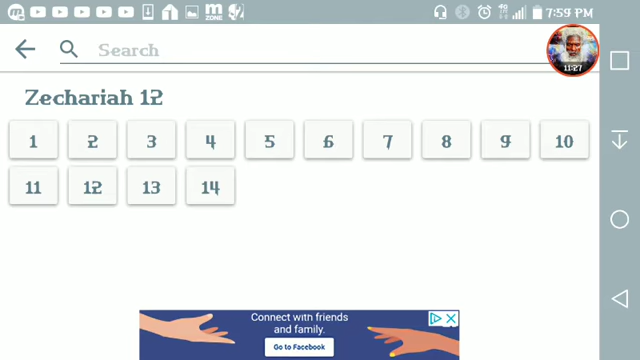 7:59 PM
Search
11:27
Zechariah 12
1 2 3 4 5 6 7 8 9 10
11 12 13 14
Connect with friends
and family.
Go to Facebook